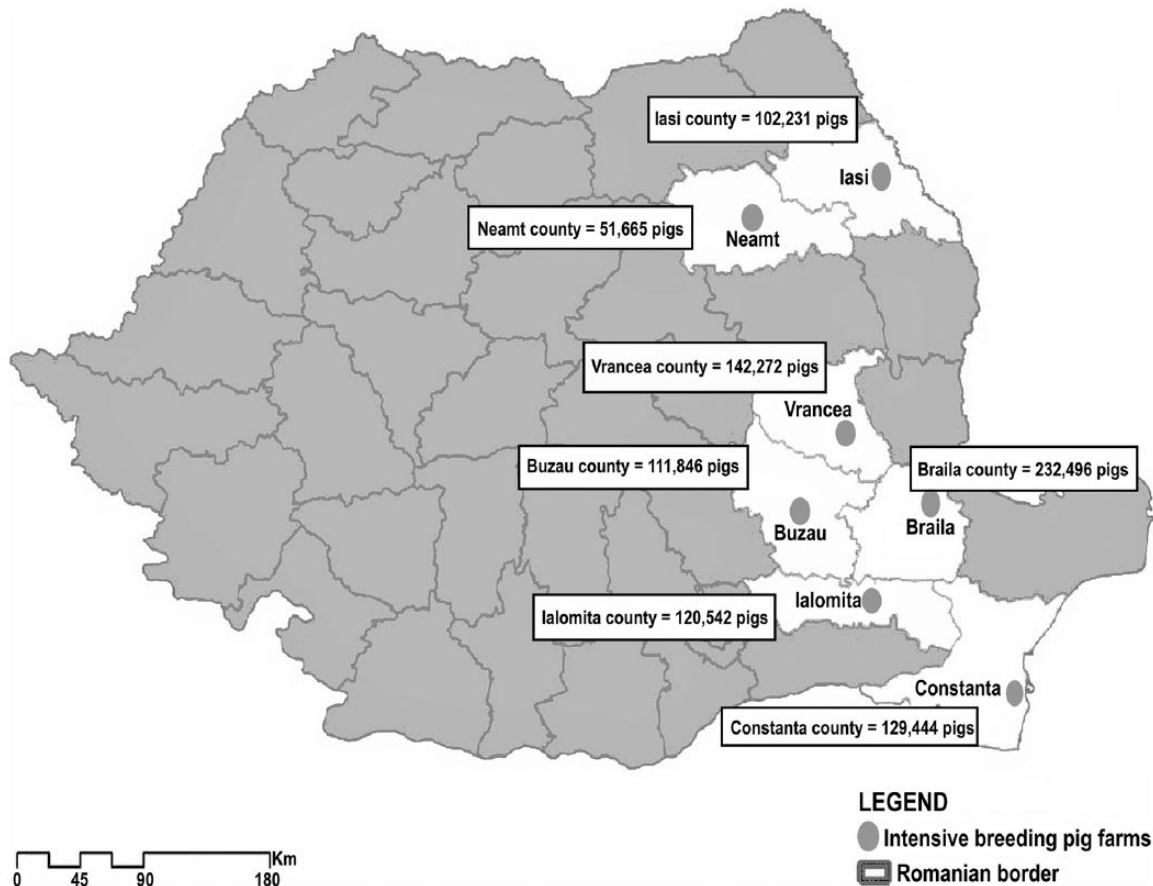 Iasi county = 102,231 pigs
Iasi
Neamt county = 51,665 pigs
Neamt
Vrancea county = 142,272 pigs
Vrancea
Buzau county = 111,846 pigs
Braila county = 232,496 pigs
Buzau
Braila
Ialomita
Ialomita county = 120,542 pigs
Constanta
Constanta county = 129,444 pigs
LEGEND
Intensive breeding pig farms
Romanian border
Km
0 45 90 180